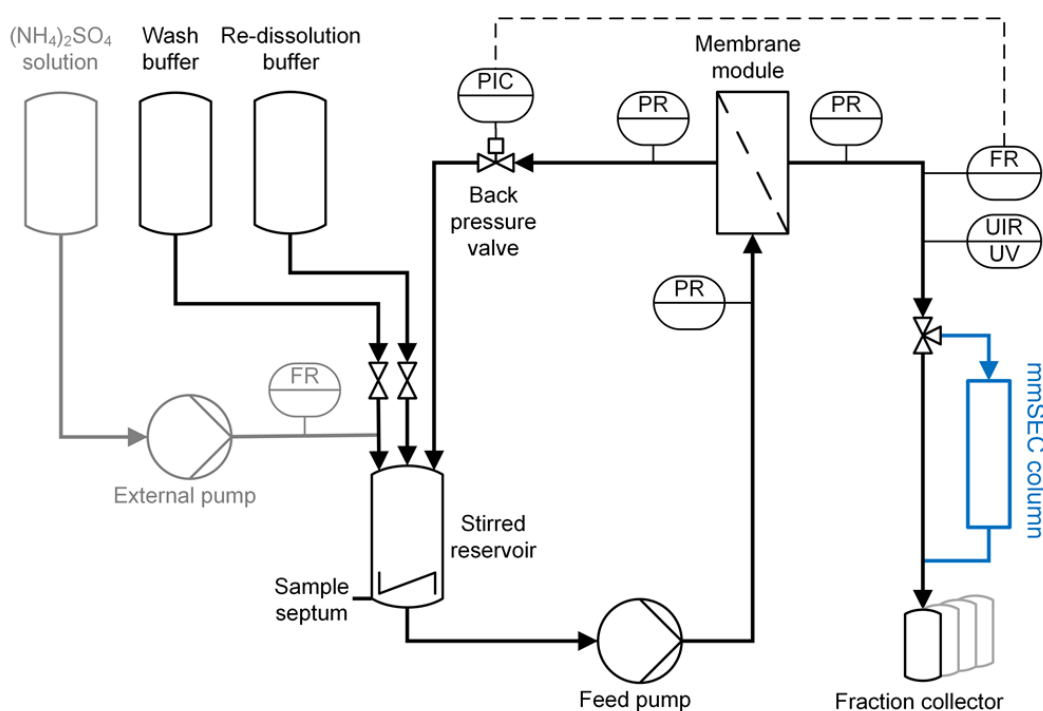 (NH₄)₂SO₄
solution
Wash
buffer
Re-dissolution
buffer
Membrane
module
PIC
PR
PR
FR
UIR
UV
Back
pressure
valve
PR
FR
External pump
Stirred
reservoir
Sample
septum
Feed pump
mmSEC column
Fraction collector